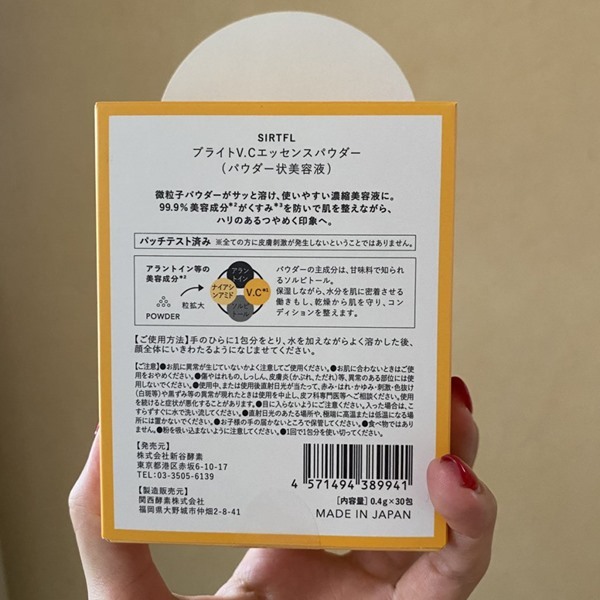 SIRTFL
ブライトV.Cエッセンスパウダー
（パウダー状美容液）
微粒子パウダーがサッと溶け、使いやすい濃縮美容液に。
99.9%美容成分*²がくすみ*³を防いで肌を整えながら、
ハリのあるつやめく印象へ。
パッチテスト済み ※全ての方に皮膚刺激が発生しないということではありません。
アラントイン等の
美容成分*²
粒拡大
POWDER
アラン
トイン
ナイアシ
ンアミド
V.C*¹
ソルビ
トール
パウダーの主成分は、甘味料で知られ
るソルビトール。
保湿しながら、水分を肌に密着させる
働きもし、乾燥から肌を守り、コン
ディションを整えます。
【ご使用方法】手のひらに1包分をとり、水を加えながらよく溶かした後、
顔全体にいきわたるようになじませてください。
【ご注意】●お肌に異常が生じていないかよく注意してご使用ください。●お肌に合わないときはご使
用をおやめください。●傷やはれもの、しっしん、皮膚炎（かぶれ、ただれ）等、異常のある部位には使
用しないでください。●使用中、または使用後直射日光が当たって、赤み・はれ・かゆみ・刺激・色抜け
（白斑等）や黒ずみ等の異常が現れたときは使用を中止し、皮フ科専門医等へご相談ください。使用
を続けると症状が悪化することがあります。●目に入らないようにご注意ください。入った場合は、こ
すらずすぐに水で洗い流してください。●直射日光のあたる場所や、極端に高温または低温になる場
所には置かないでください。●お子様の手の届かないところで保管してください。●食べ物ではあり
ません。●粉を吸い込まないように注意してください。●1回で1包分を使い切ってください。
【発売元】
株式会社新谷酵素
東京都港区赤坂6-10-17
TEL:03-3505-6139
【製造販売元】
関西酵素株式会社
福岡県大野城市仲畑2-8-41
4 571494 389941
［内容量］0.4g×30包
MADE IN JAPAN